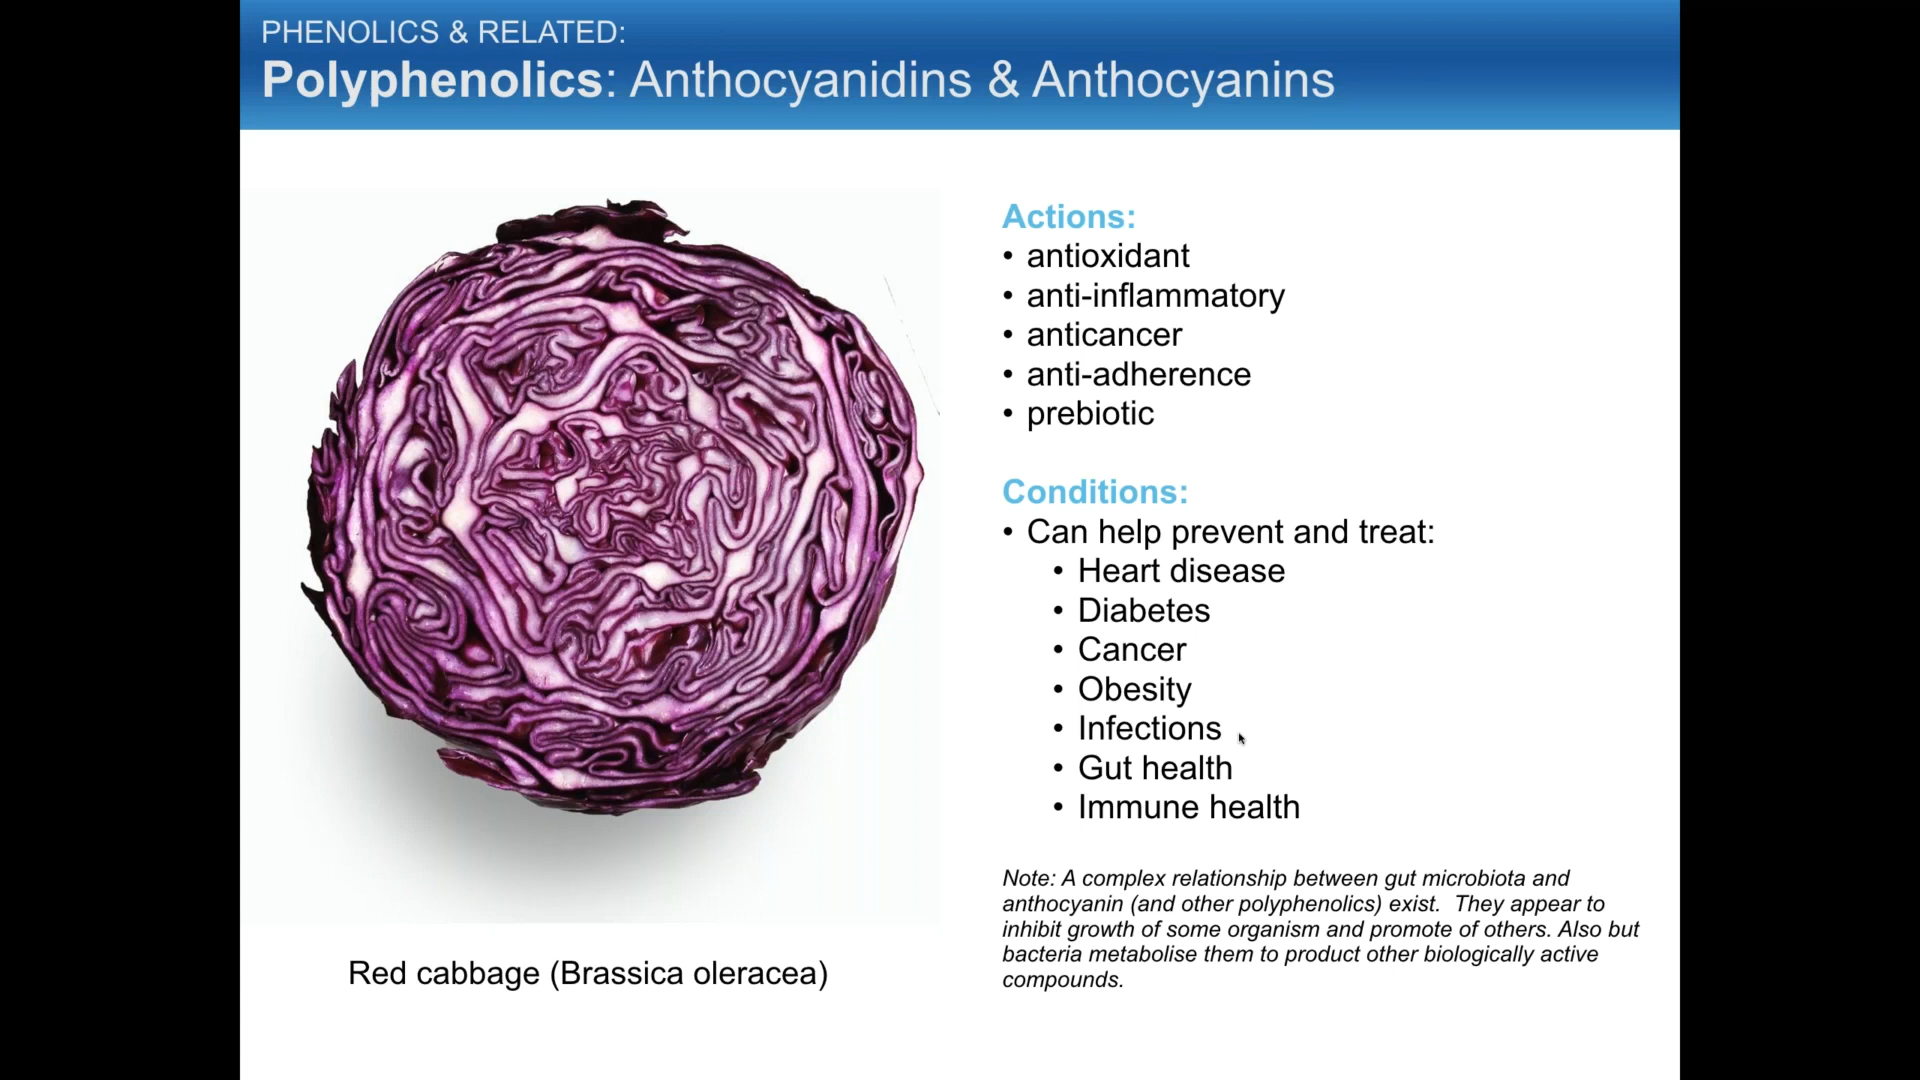 PHENOLICS & RELATED:
Polyphenolics: Anthocyanidins & Anthocyanins
Actions:
• antioxidant
• anti-inflammatory
• anticancer
• anti-adherence
• prebiotic
Conditions:
• Can help prevent and treat:
• Heart disease
• Diabetes
• Cancer
• Obesity
• Infections
• Gut health
• Immune health
Note: A complex relationship between gut microbiota and
anthocyanin (and other polyphenolics) exist.  They appear to
inhibit growth of some organism and promote of others. Also but
bacteria metabolise them to product other biologically active
compounds.
Red cabbage (Brassica oleracea)